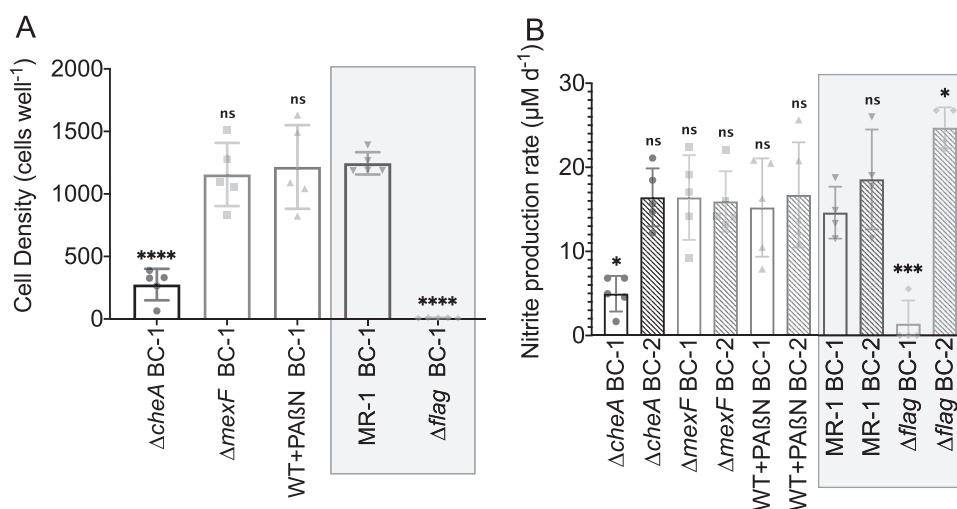 A
Cell Density (cells well-1)
2000
1500
1000
500
0
****
ns
ns
****
ΔcheA BC-1
ΔmexF BC-1
WT+PAßN BC-1
MR-1 BC-1
Δflag BC-1
B
Nitrite production rate (μM d-1)
30
20
10
0
*
ns
ns
ns
ns
ns
ns
***
*
ΔcheA BC-1
ΔcheA BC-2
ΔmexF BC-1
ΔmexF BC-2
WT+PAßN BC-1
WT+PAßN BC-2
MR-1 BC-1
MR-1 BC-2
Δflag BC-1
Δflag BC-2